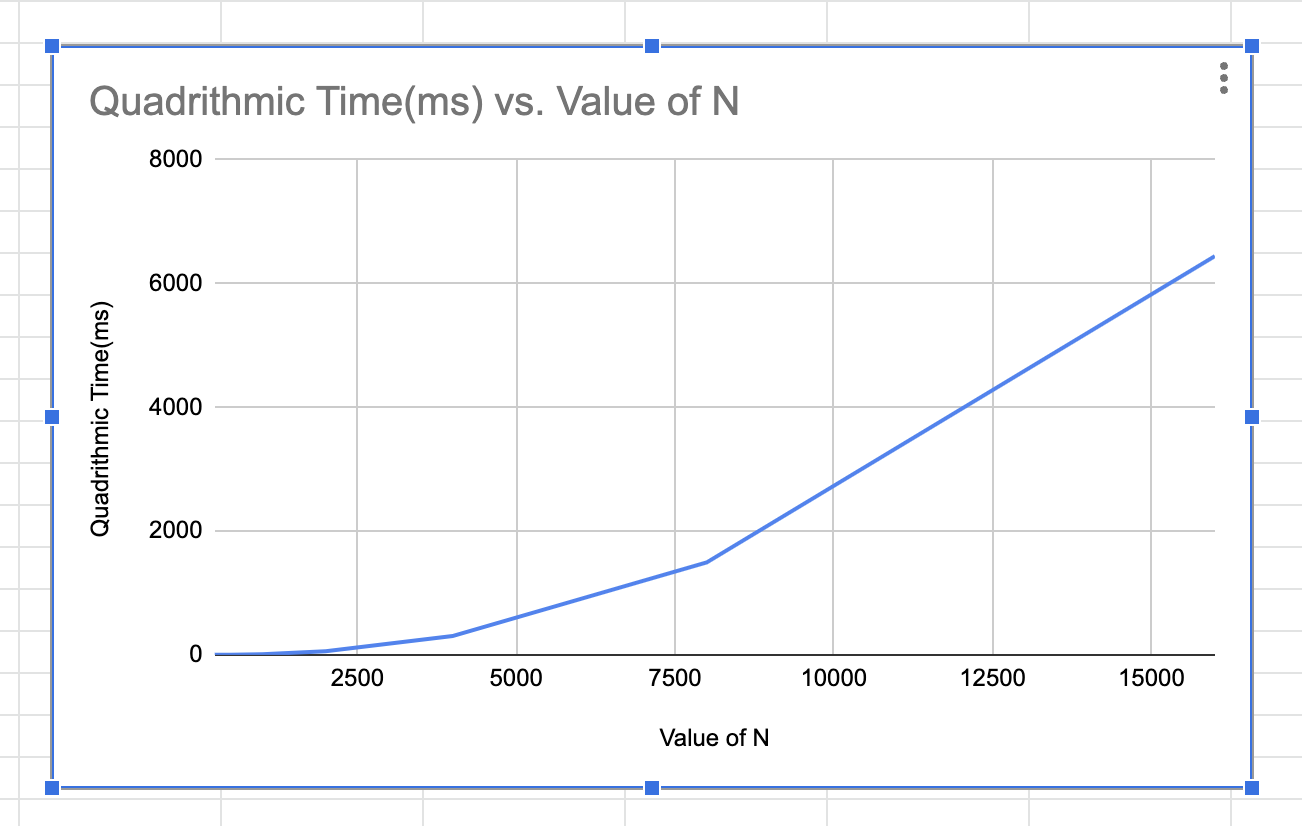 Quadrithmic Time(ms) vs. Value of N
8000
6000
4000
2000
0
Quadrithmic Time(ms)
2500 5000 7500 10000 12500 15000
Value of N